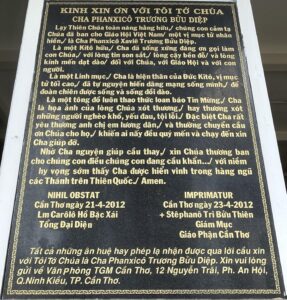 KINH XIN ƠN VỚI TÔI TỚ CHÚA
CHA PHANXICÔ TRƯƠNG BỬU DIỆP
Lạy Thiên Chúa toàn năng hằng hữu,/ chúng con cảm tạ
Chúa đã ban cho Giáo Hội Việt Nam/ một vị mục tử nhân
hiền,/ là Cha Phanxicô Xaviê Trương Bửu Diệp.
Là một Kitô hữu,/ Cha đã sống xứng đáng ơn gọi làm
con Chúa,/ với lòng tin son sắt,/ lòng cậy bền đỗ/ và lòng
kính mến dạt dào/ đối với Chúa, với Giáo Hội và với con
người.
Là một Linh mục,/ Cha là hiện thân của Đức Kitô, vị mục
tử tối cao,/ đã tự nguyện hiến dâng mạng sống mình,/ để
đoàn chiên được sống và sống dồi dào.
Là một tông đồ luôn thao thức loan báo Tin mừng,/ Cha
là họa ảnh của lòng Chúa xót thương,/ hay thương xót
những người nghèo khổ, yếu đau, tội lỗi./ Đặc biệt Cha rất
yêu thương anh chị em lương dân,/ và thường chuyển cầu
ơn Chúa cho họ,/ khiến ai nấy đều quý mến và chạy đến xin
Cha giúp đỡ.
Nhờ Cha nguyện giúp cầu thay,/ xin Chúa thương ban
cho chúng con điều chúng con đang cầu khẩn.../ với niềm
hy vọng sớm thấy Cha được hiển vinh trong hàng ngũ
các Thánh trên Thiên Quốc./ Amen.
NIHIL OBSTAT
Cần Thơ ngày 21-4-2012
Lm Carôlô Hồ Bặc Xái
Tổng Đại Diện
IMPRIMATUR
Cần Thơ ngày 23-4-2012
+ Stêphanô Tri Bửu Thiên
Giám Mục
Giáo Phận Cần Thơ
Tất cả những ân huệ hay phép lạ nhận được qua lời cầu xin
với Tôi Tớ Chúa là Cha Phanxicô Trương Bửu Diệp. Xin vui lòng
gửi về Văn Phòng TGM Cần Thơ, 12 Nguyễn Trãi, Ph. An Hội,
Q.Ninh Kiều, TP. Cần Thơ.